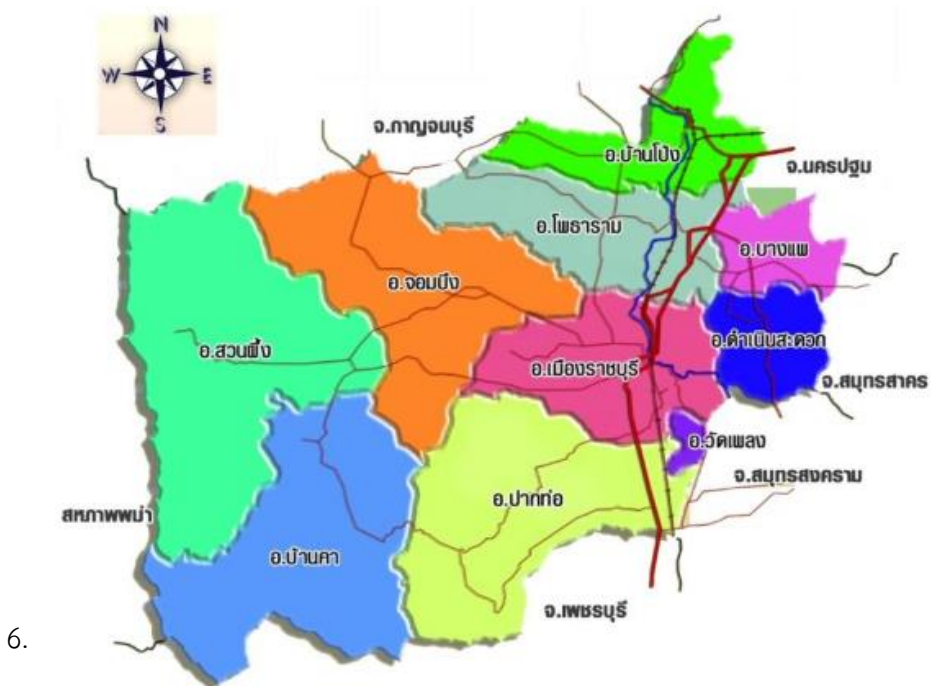 N
W E
S
จ.กาญจนบุรี
อ.บ้านโป่ง
จ.นครปฐม
อ.โพธาราม
อ.บางแพ
อ.จอมบึง
อ.สวนผึ้ง
อ.ดำเนินสะดวก
อ.เมืองราชบุรี
จ.สมุทรสาคร
อ.วัดเพลง
จ.สมุทรสงคราม
อ.ปากท่อ
สหภาพพม่า
อ.บ้านคา
จ.เพชรบุรี
6.